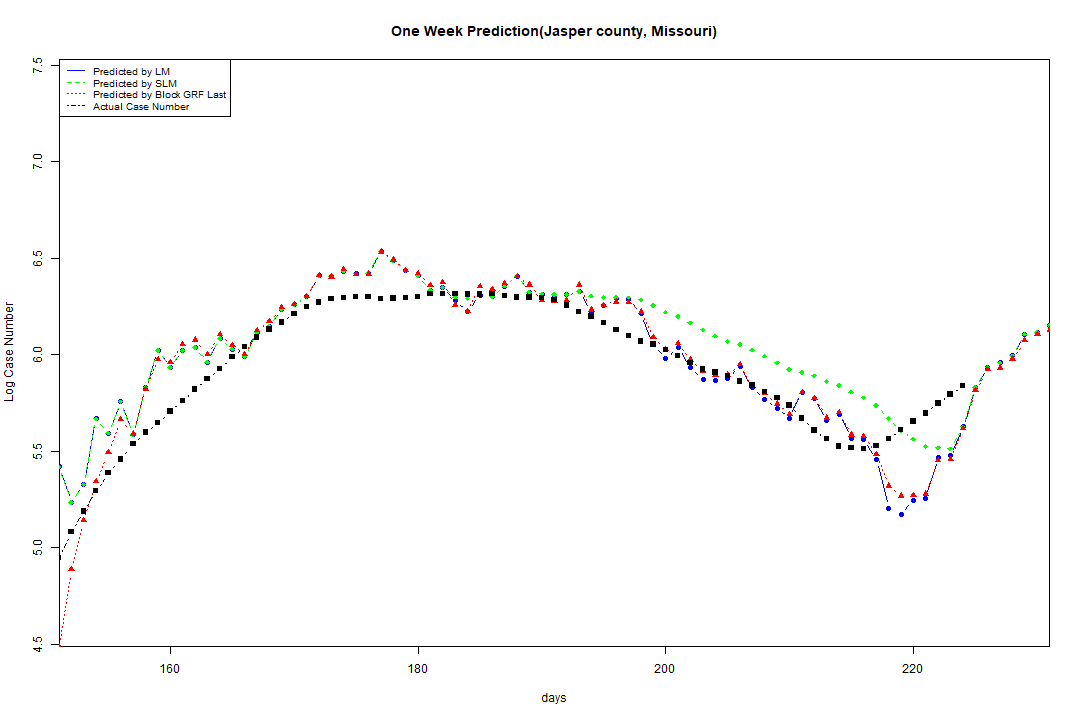 One Week Prediction(Jasper county, Missouri)
Predicted by LM
Predicted by SLM
Predicted by Block GRF Last
Actual Case Number
7.5
7.0
6.5
6.0
5.5
5.0
4.5
Log Case Number
160 180 200 220
days